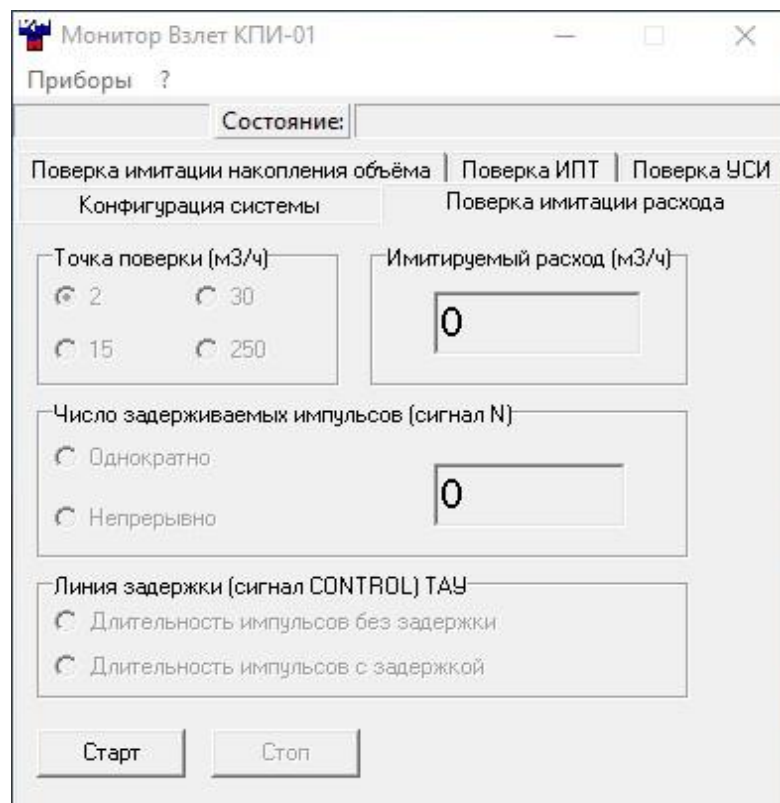 Монитор Взлет КПИ-01
Приборы ?
Состояние:
Поверка имитации накопления объёма Поверка ИПТ Поверка УСИ
Конфигурация системы Поверка имитации расхода
Точка поверки (м3/ч) Имитируемый расход (м3/ч)
2 30
0
15 250
Число задерживаемых импульсов (сигнал N)
Однократно
0
Непрерывно
Линия задержки (сигнал CONTROL) ТАУ
Длительность импульсов без задержки
Длительность импульсов с задержкой
Старт Стоп